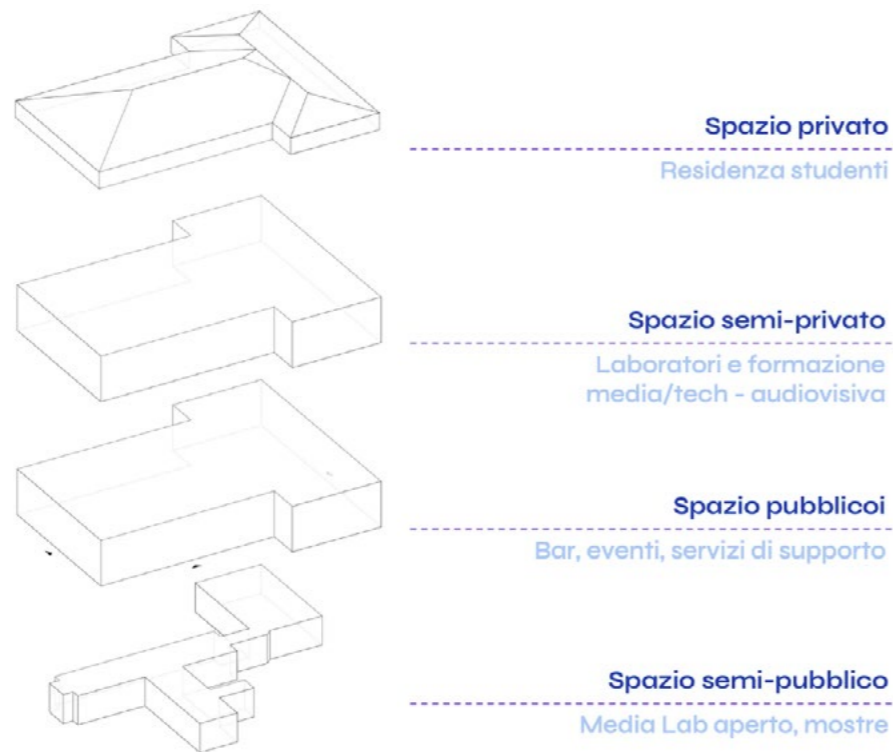 Spazio privato
Residenza studenti
Spazio semi-privato
Laboratori e formazione
media/tech - audiovisiva
Spazio pubblicoi
Bar, eventi, servizi di supporto
Spazio semi-pubblico
Media Lab aperto, mostre